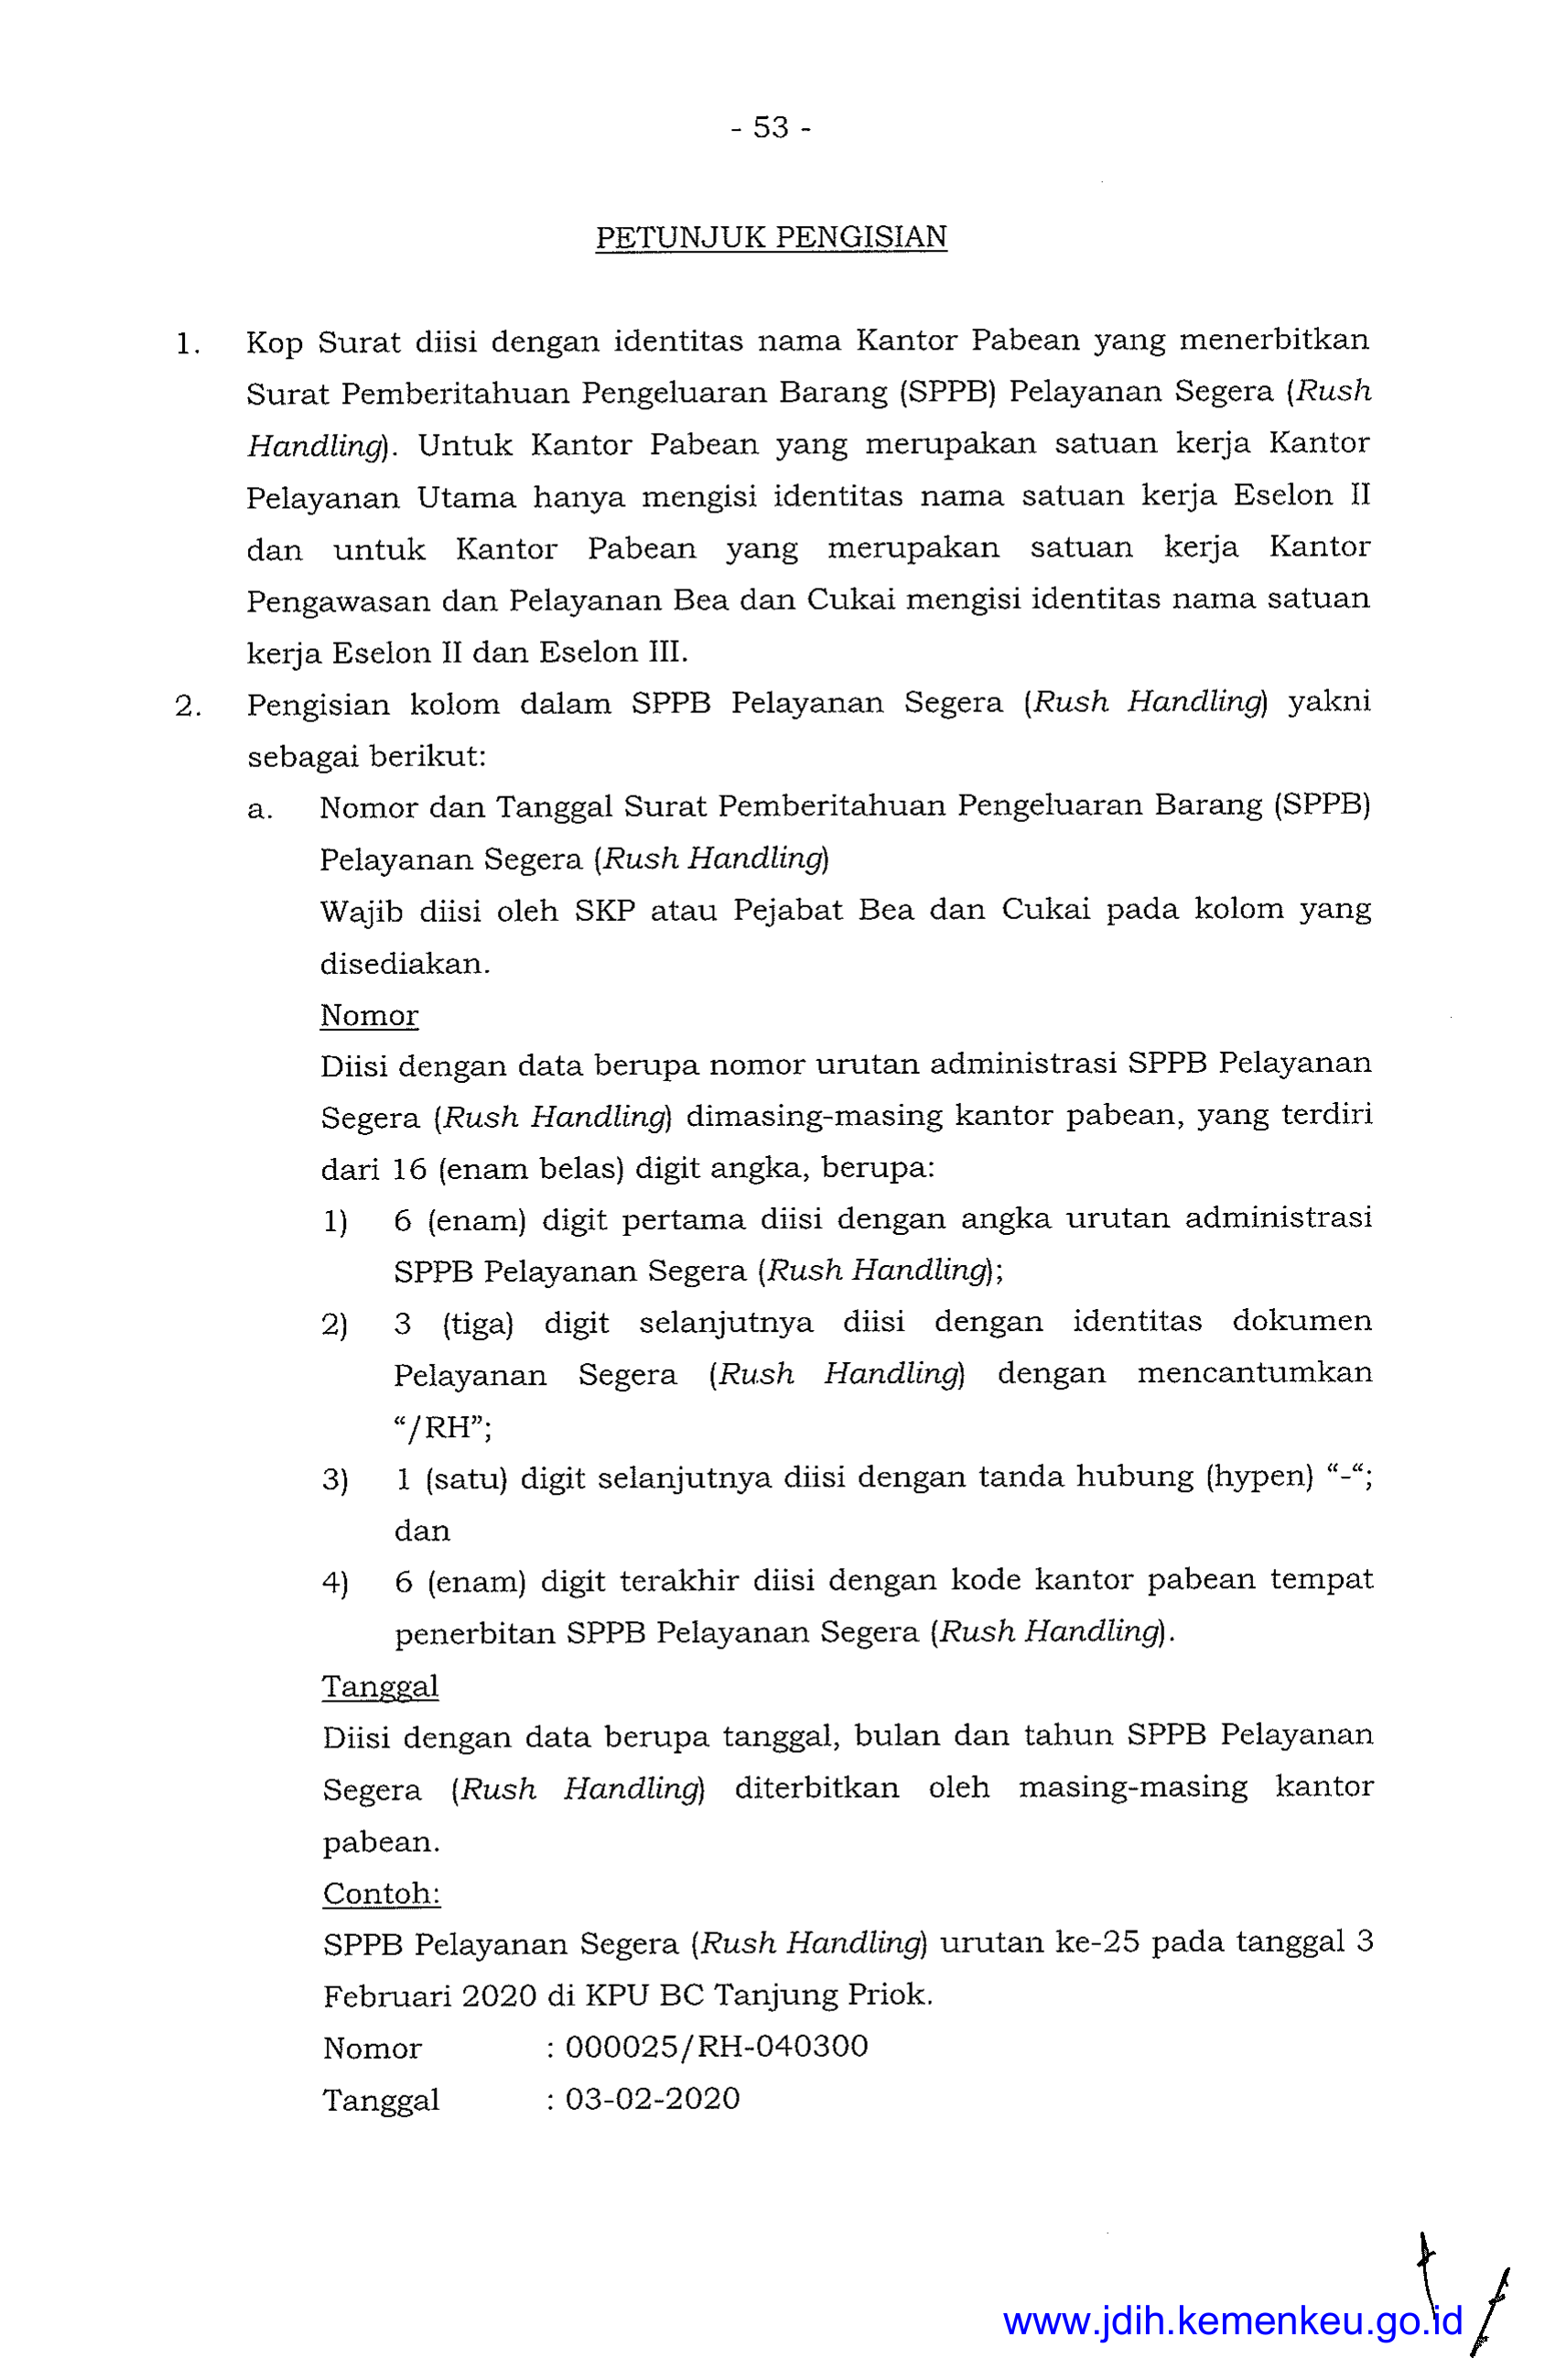 - 53 -
PETUNJUK PENGISIAN
1. Kop Surat diisi dengan identitas nama Kantor Pabean yang menerbitkan
Surat Pemberitahuan Pengeluaran Barang (SPPB) Pelayanan Segera (Rush
Handling). Untuk Kantor Pabean yang merupakan satuan kerja Kantor
Pelayanan Utama hanya mengisi identitas nama satuan kerja Eselon II
dan untuk Kantor Pabean yang merupakan satuan kerja Kantor
Pengawasan dan Pelayanan Bea dan Cukai mengisi identitas nama satuan
kerja Eselon II dan Eselon III.
2. Pengisian kolom dalam SPPB Pelayanan Segera (Rush Handling) yakni
sebagai berikut:
a. Nomor dan Tanggal Surat Pemberitahuan Pengeluaran Barang (SPPB)
Pelayanan Segera (Rush Handling)
Wajib diisi oleh SKP atau Pejabat Bea dan Cukai pada kolom yang
disediakan.
Nomor
Diisi dengan data berupa nomor urutan administrasi SPPB Pelayanan
Segera (Rush Handling) dimasing-masing kantor pabean, yang terdiri
dari 16 (enam belas) digit angka, berupa:
1) 6 (enam) digit pertama diisi dengan angka urutan administrasi
SPPB Pelayanan Segera (Rush Handling);
2) 3 (tiga) digit selanjutnya diisi dengan identitas dokumen
Pelayanan Segera (Rush Handling) dengan mencantumkan
“/RH”;
3) 1 (satu) digit selanjutnya diisi dengan tanda hubung (hypen) “-“;
dan
4) 6 (enam) digit terakhir diisi dengan kode kantor pabean tempat
penerbitan SPPB Pelayanan Segera (Rush Handling).
Tanggal
Diisi dengan data berupa tanggal, bulan dan tahun SPPB Pelayanan
Segera (Rush Handling) diterbitkan oleh masing-masing kantor
pabean.
Contoh:
SPPB Pelayanan Segera (Rush Handling) urutan ke-25 pada tanggal 3
Februari 2020 di KPU BC Tanjung Priok.
Nomor : 000025/RH-040300
Tanggal : 03-02-2020
www.jdih.kemenkeu.go.id